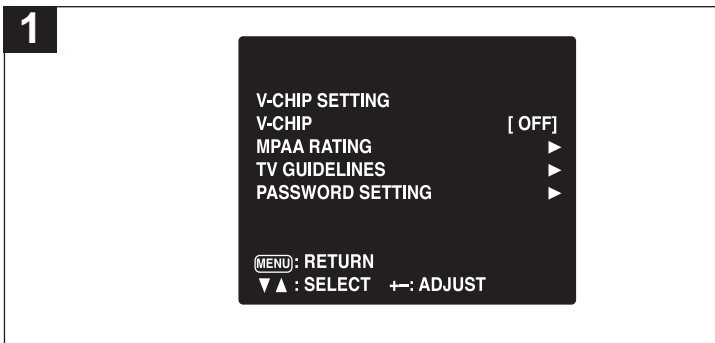 1
V-CHIP SETTING
V-CHIP [ OFF]
MPAA RATING ►
TV GUIDELINES ►
PASSWORD SETTING ►
MENU: RETURN
▼▲ : SELECT +−: ADJUST